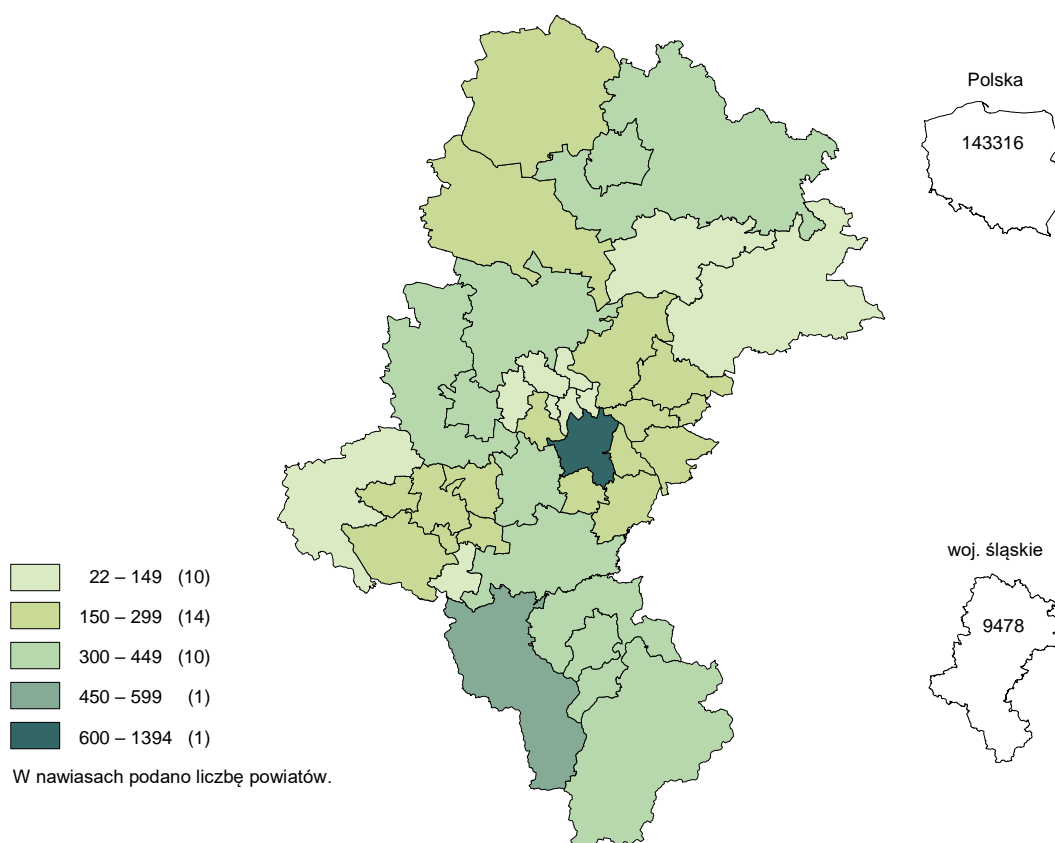 Polska
143316
woj. śląskie
9478
22 – 149 (10)
150 – 299 (14)
300 – 449 (10)
450 – 599 (1)
600 – 1394 (1)
W nawiasach podano liczbę powiatów.